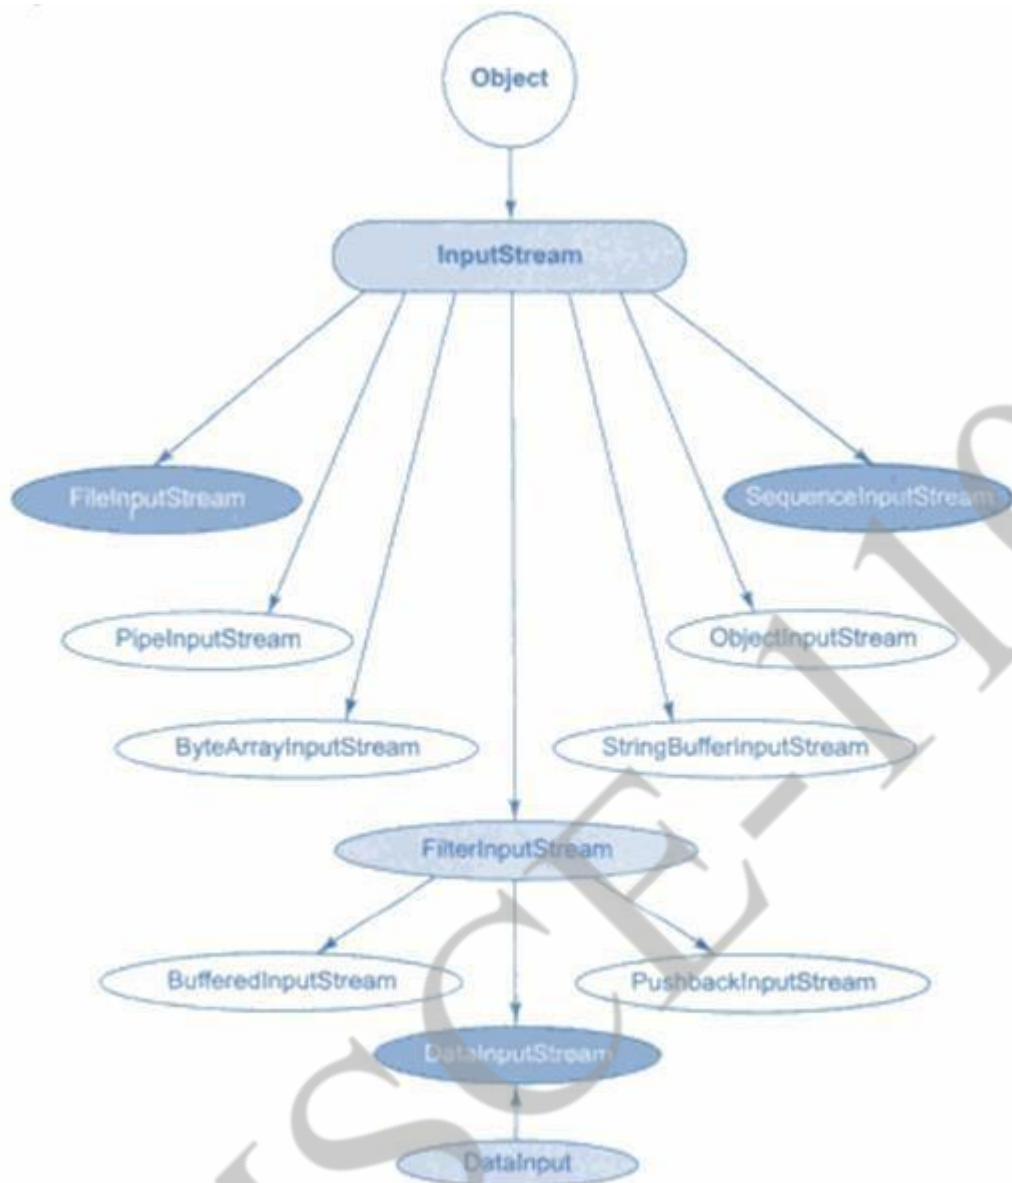 Object
InputStream
FileInputStream
SequenceInputStream
PipeInputStream
ObjectInputStream
ByteArrayInputStream
StringBufferInputStream
FilterInputStream
BufferedInputStream
PushbackInputStream
DataInputStream
DataInput